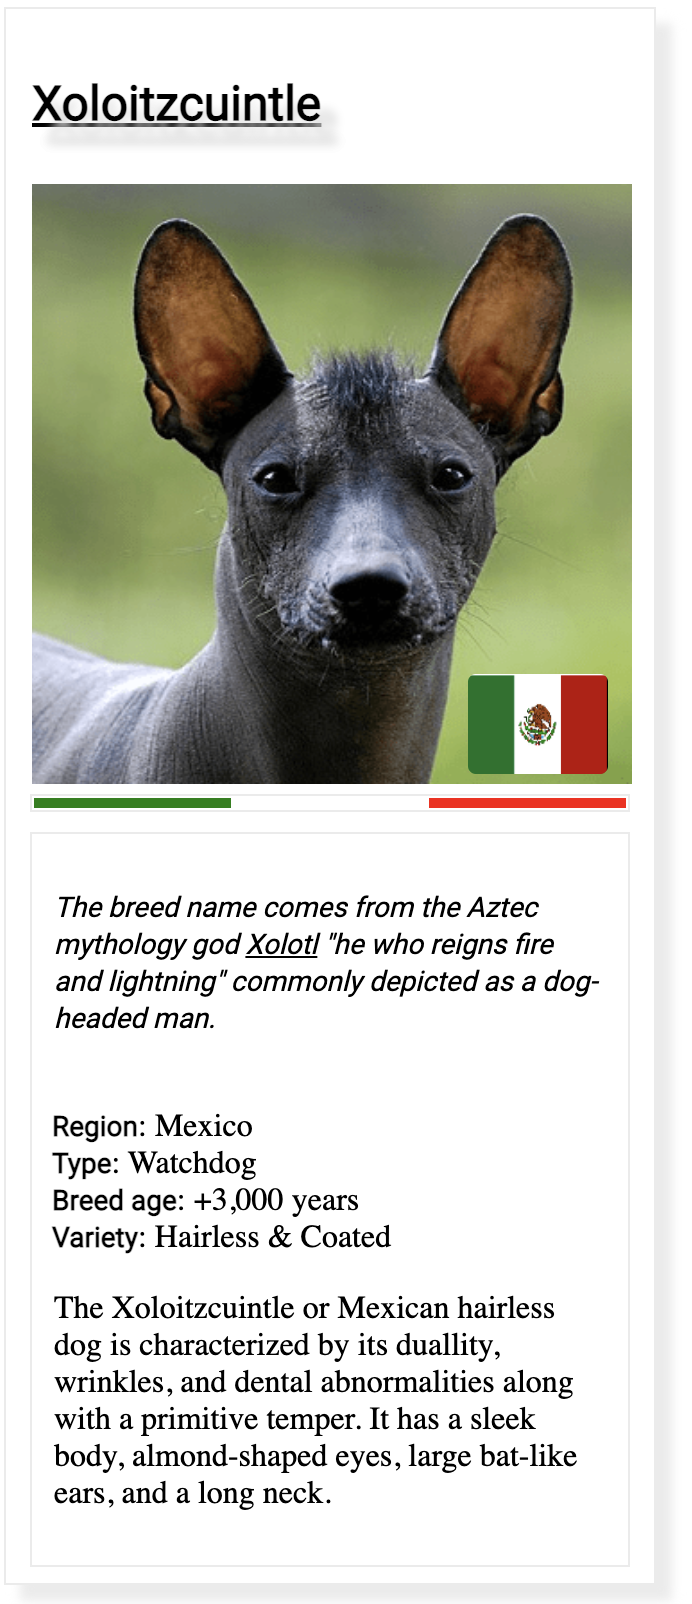 Xoloitzcuintle
The breed name comes from the Aztec
mythology god Xolotl "he who reigns fire
and lightning" commonly depicted as a dog-
headed man.
Region: Mexico
Type: Watchdog
Breed age: +3,000 years
Variety: Hairless & Coated
The Xoloitzcuintle or Mexican hairless
dog is characterized by its duallity,
wrinkles, and dental abnormalities along
with a primitive temper. It has a sleek
body, almond-shaped eyes, large bat-like
ears, and a long neck.